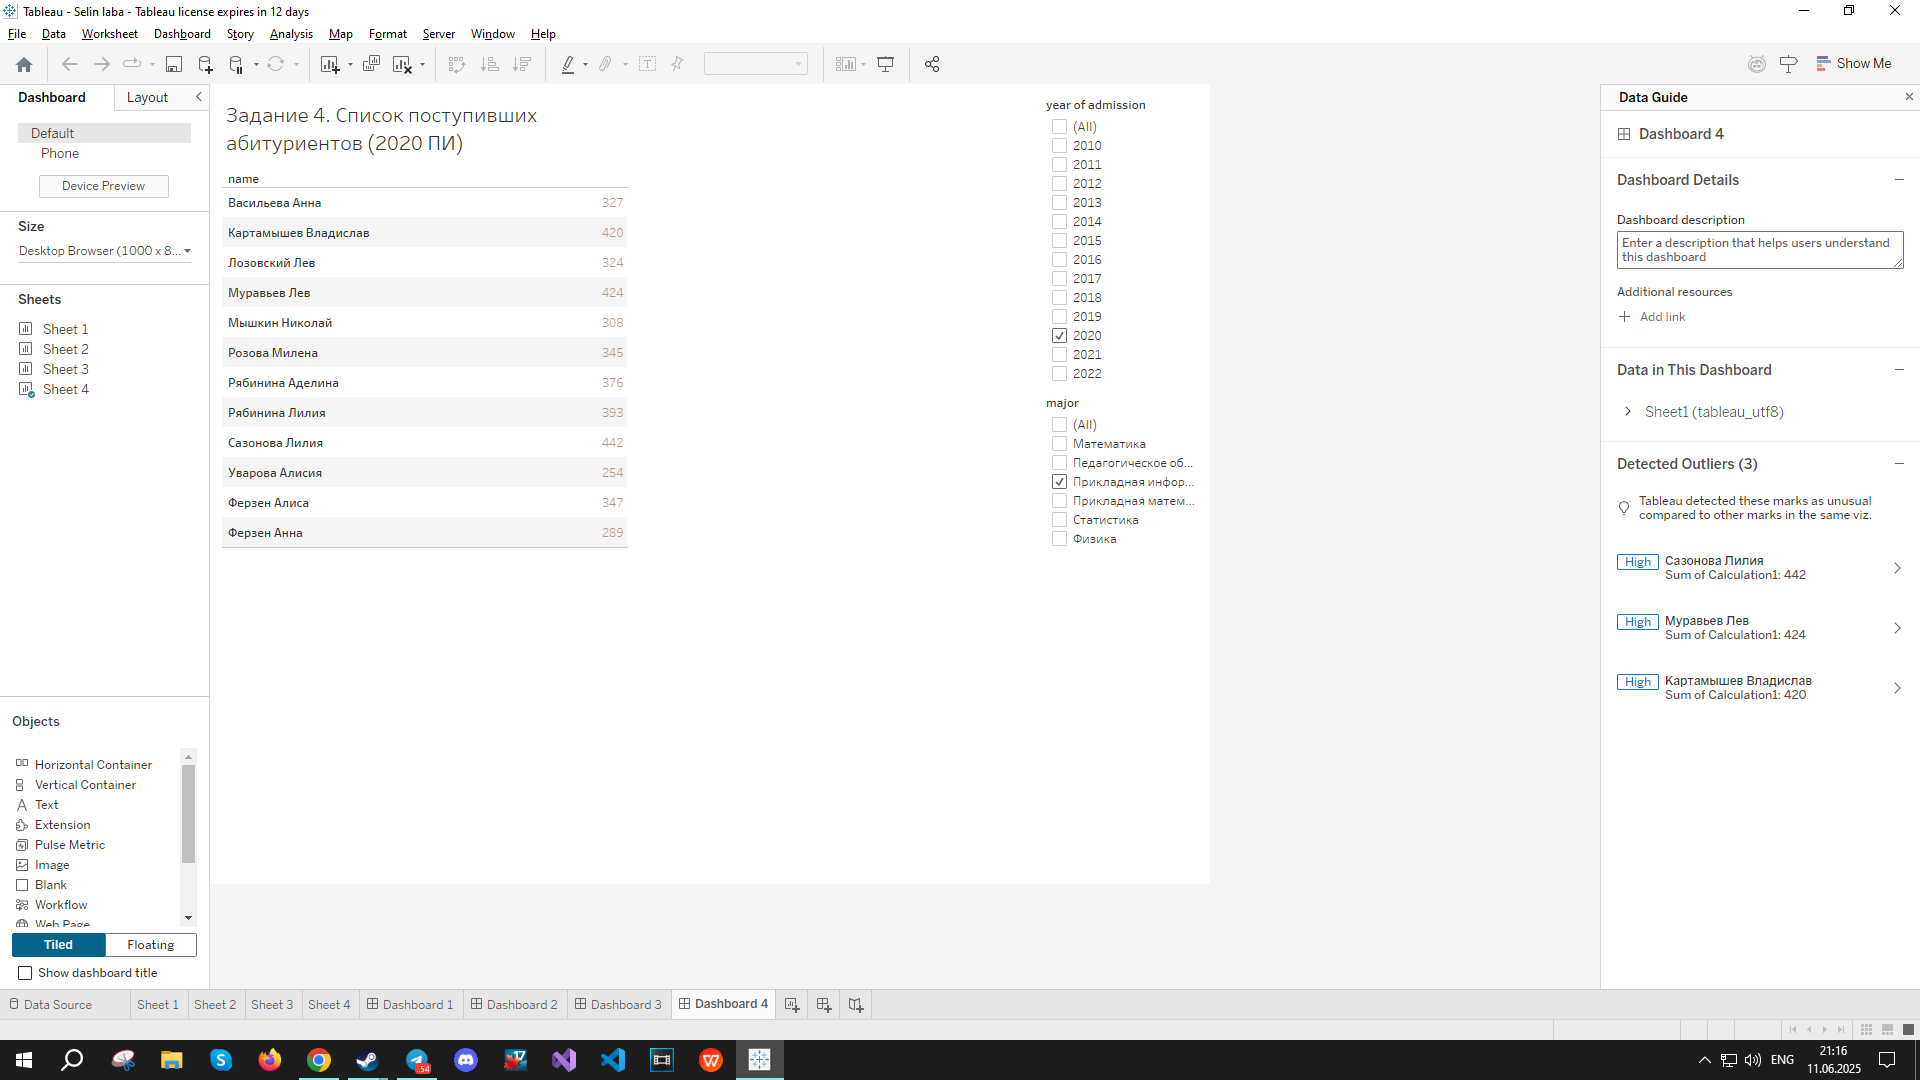 Tableau - Selin laba - Tableau license expires in 12 days
File Data Worksheet Dashboard Story Analysis Map Format Server Window Help
Show Me
Dashboard Layout
Default
Phone
Device Preview
Size
Desktop Browser (1000 x 8...
Sheets
Sheet 1
Sheet 2
Sheet 3
Sheet 4
Objects
Horizontal Container
Vertical Container
Text
Extension
Pulse Metric
Image
Blank
Workflow
Web Page
Tiled Floating
Show dashboard title
Задание 4. Список поступивших
абитуриентов (2020 ПИ)
name
Васильева Анна 327
Картамышев Владислав 420
Лозовский Лев 324
Муравьев Лев 424
Мышкин Николай 308
Розова Милена 345
Рябинина Аделина 376
Рябинина Лилия 393
Сазонова Лилия 442
Уварова Алисия 254
Ферзен Алиса 347
Ферзен Анна 289
year of admission
(All)
2010
2011
2012
2013
2014
2015
2016
2017
2018
2019
2020
2021
2022
major
(All)
Математика
Педагогическое об...
Прикладная инфор...
Прикладная матем...
Статистика
Физика
Data Guide
Dashboard 4
Dashboard Details
Dashboard description
Enter a description that helps users understand
this dashboard
Additional resources
Add link
Data in This Dashboard
Sheet1 (tableau_utf8)
Detected Outliers (3)
Tableau detected these marks as unusual
compared to other marks in the same viz.
High Сазонова Лилия
Sum of Calculation1: 442
High Муравьев Лев
Sum of Calculation1: 424
High Картамышев Владислав
Sum of Calculation1: 420
Data Source Sheet 1 Sheet 2 Sheet 3 Sheet 4 Dashboard 1 Dashboard 2 Dashboard 3 Dashboard 4
54
17
ENG
21:16
11.06.2025